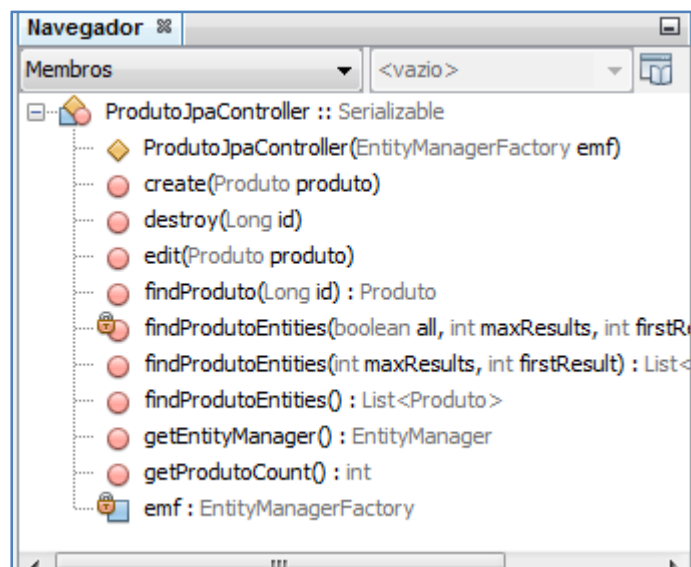 Navegador
Membros <vazio>
ProdutoJpaController :: Serializable
ProdutoJpaController(EntityManagerFactory emf)
create(Produto produto)
destroy(Long id)
edit(Produto produto)
findProduto(Long id) : Produto
findProdutoEntities(boolean all, int maxResults, int firstR
findProdutoEntities(int maxResults, int firstResult) : List<
findProdutoEntities() : List<Produto>
getEntityManager() : EntityManager
getProdutoCount() : int
emf : EntityManagerFactory